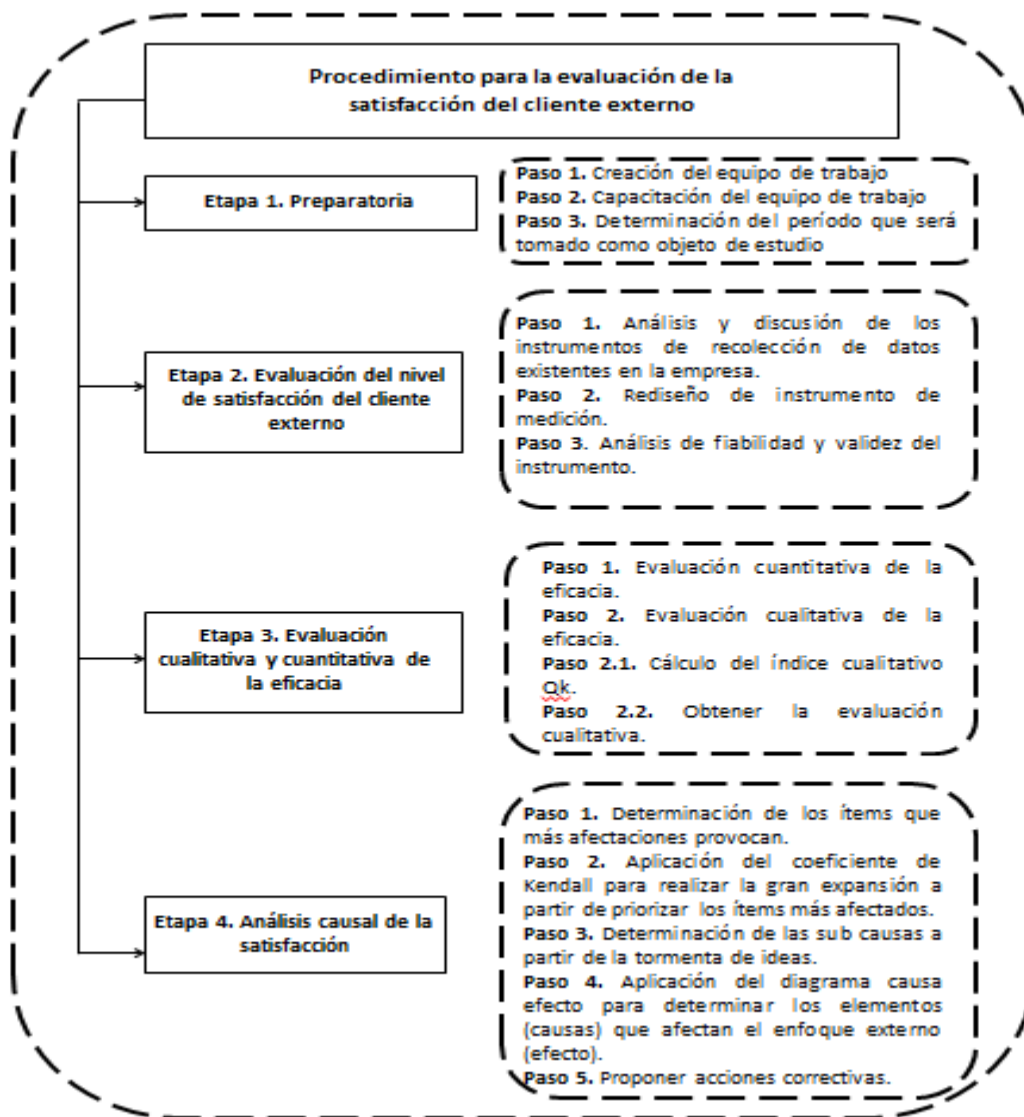 Procedimiento para la evaluación de la
satisfacción del cliente externo
Etapa 1. Preparatoria
Paso 1. Creación del equipo de trabajo
Paso 2. Capacitación del equipo de trabajo
Paso 3. Determinación del período que será
tomado como objeto de estudio
Etapa 2. Evaluación del nivel
de satisfacción del cliente
externo
Paso 1. Análisis y discusión de los
instrumentos de recolección de datos
existentes en la empresa.
Paso 2. Rediseño de instrumento de
medición.
Paso 3. Análisis de fiabilidad y validez del
instrumento.
Etapa 3. Evaluación
cualitativa y cuantitativa de
la eficacia
Paso 1. Evaluación cuantitativa de la
eficacia.
Paso 2. Evaluación cualitativa de la
eficacia.
Paso 2.1. Cálculo del índice cualitativo
Qk.
Paso 2.2. Obtener la evaluación
cualitativa.
Etapa 4. Análisis causal de la
satisfacción
Paso 1. Determinación de los ítems que
más afectaciones provocan.
Paso 2. Aplicación del coeficiente de
Kendall para realizar la gran expansión a
partir de priorizar los ítems más afectados.
Paso 3. Determinación de las sub causas a
partir de la tormenta de ideas.
Paso 4. Aplicación del diagrama causa
efecto para determinar los elementos
(causas) que afectan el enfoque externo
(efecto).
Paso 5. Proponer acciones correctivas.